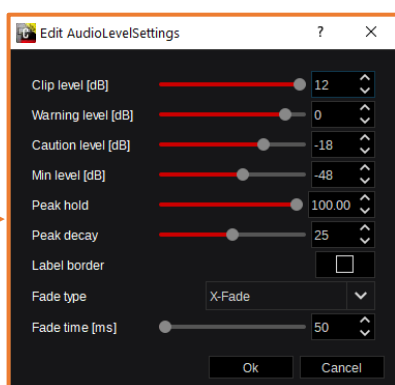 Edit AudioLevelSettings ?
Clip level [dB] 12
Warning level [dB] 0
Caution level [dB] -18
Min level [dB] -48
Peak hold 100.00
Peak decay 25
Label border
Fade type X-Fade
Fade time [ms] 50
Ok Cancel